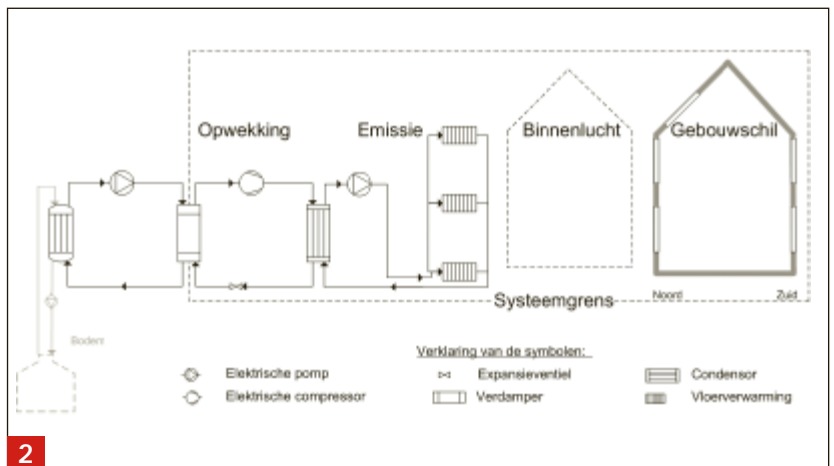 Opwekking
Emissie
Binnenlucht
Gebouwschil
Systeemgrens
Noord
Zuid
Bodem
Verklaring van de symbolen:
Elektrische pomp
Expansieventiel
Condensor
Elektrische compressor
Verdamper
Vloerverwarming
2